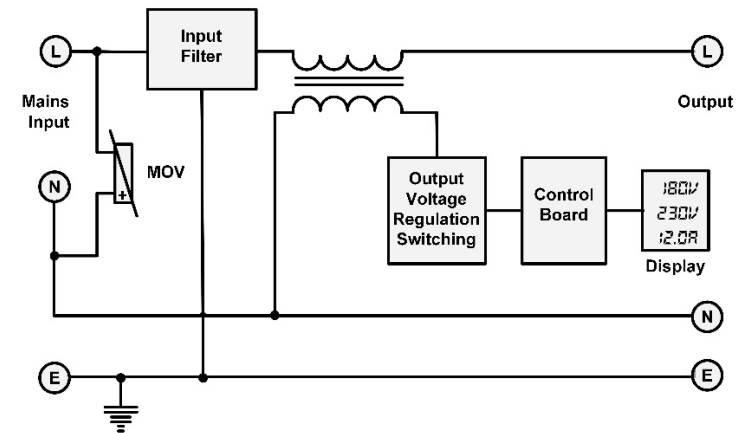 Input
Filter
L
L
Mains
Input
Output
MOV
+
N
Output
Voltage
Regulation
Switching
Control
Board
180V
230V
12.0A
Display
N
E
E